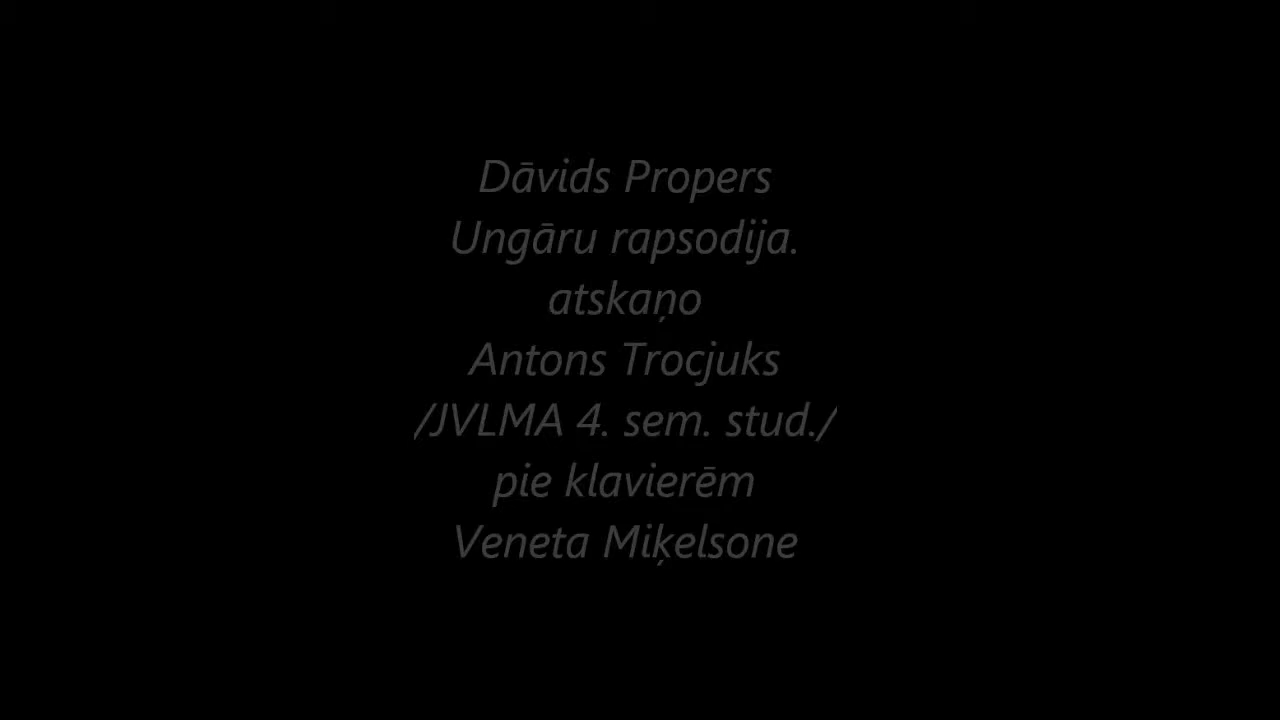 Dāvids Propers
Ungāru rapsodija.
atskaņo
Antons Trocjuks
/JVLMA 4. sem. stud./
pie klavierēm
Veneta Miķelsone